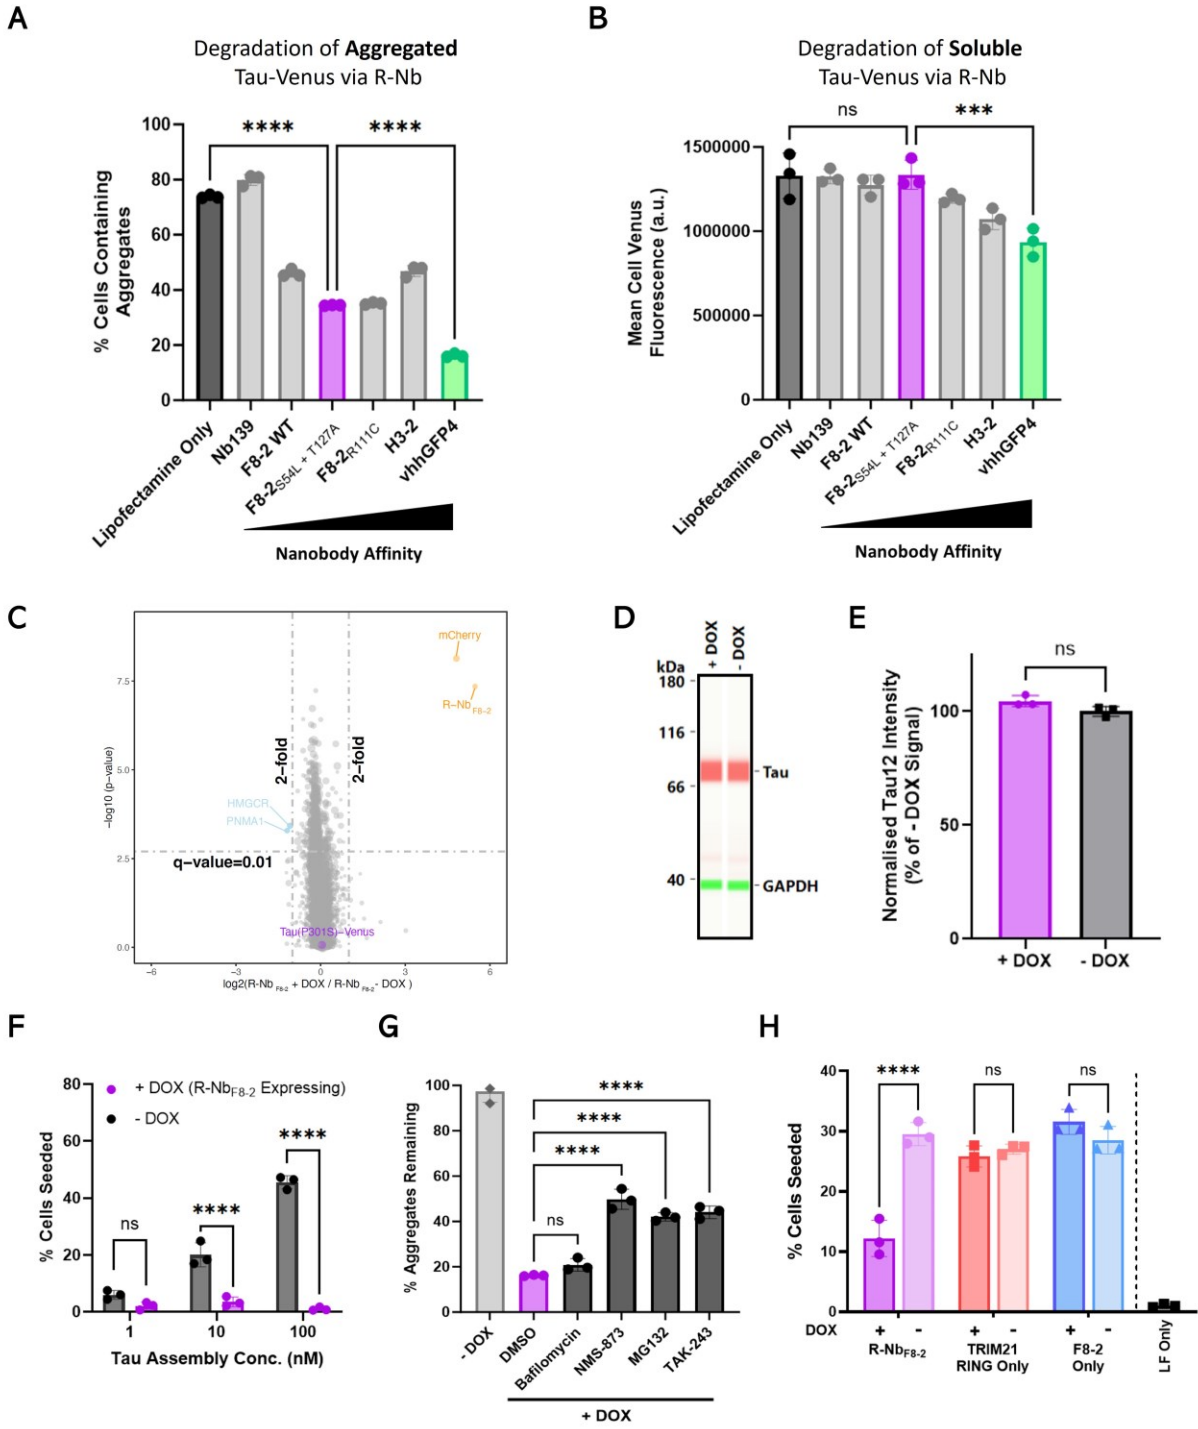 A
Degradation of Aggregated
Tau-Venus via R-Nb
% Cells Containing
Aggregates
100
80
60
40
20
0
**** ****
Lipofectamine Only
Nb139
F8-2 WT
F8-2S54L + T127A
F8-2R111C
H3-2
vhhGFP4
Nanobody Affinity
B
Degradation of Soluble
Tau-Venus via R-Nb
Mean Cell Venus
Fluorescence (a.u.)
1500000
1000000
500000
0
ns ***
Lipofectamine Only
Nb139
F8-2 WT
F8-2S54L + T127A
F8-2R111C
H3-2
vhhGFP4
Nanobody Affinity
C
−log10 (p−value)
7.5
5.0
2.5
0.0
mCherry
R−Nb F8−2
2−fold
2−fold
HMGCR
PNMA1
q−value=0.01
Tau(P301S)−Venus
−6 −3 0 3 6
log2(R-Nb F8-2 + DOX / R-Nb F8-2 - DOX )
D
+ DOX
- DOX
kDa
180
116
66
40
Tau
GAPDH
E
Normalised Tau12 Intensity
(% of - DOX Signal)
100
50
0
ns
+ DOX - DOX
F
% Cells Seeded
80
60
40
20
0
+ DOX (R-NbF8-2 Expressing)
- DOX
ns
****
****
1 10 100
Tau Assembly Conc. (nM)
G
% Aggregates Remaining
100
80
60
40
20
0
****
****
****
ns
- DOX
DMSO
Bafilomycin
NMS-873
MG132
TAK-243
+ DOX
H
% Cells Seeded
40
30
20
10
0
**** ns ns
DOX + - + - + -
R-NbF8-2
TRIM21
RING Only
F8-2
Only
LF Only